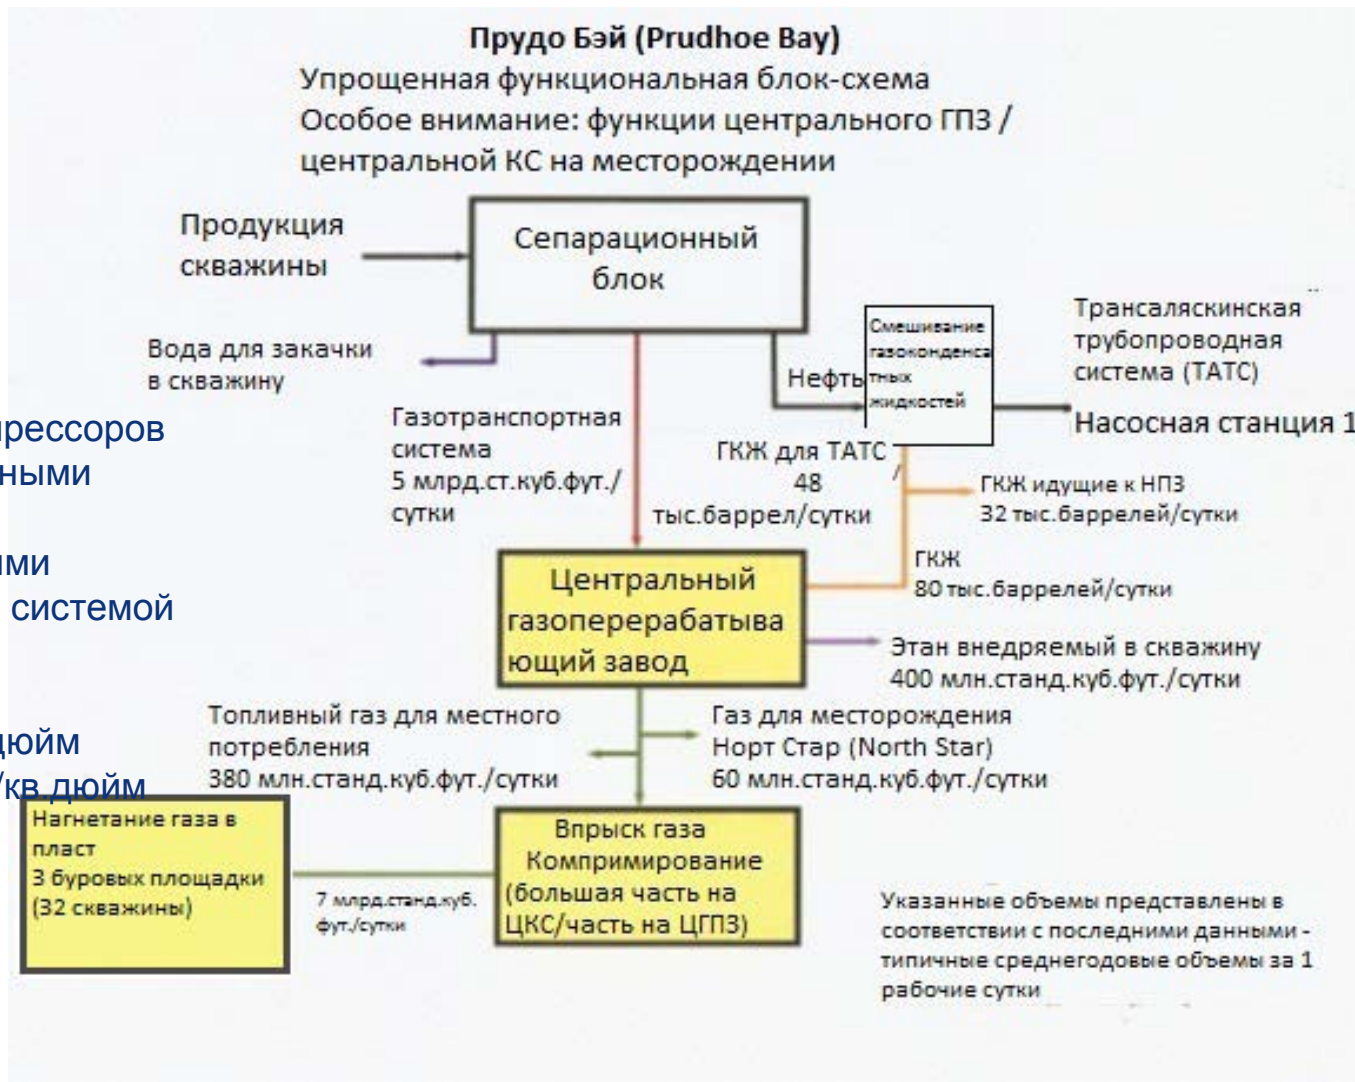 Прудо Бэй (Prudhoe Bay)
Упрощенная функциональная блок-схема
Особое внимание: функции центрального ГПЗ /
центральной КС на месторождении
Продукция
скважины
Сепарационный
блок
Вода для закачки
в скважину
Нефть
Смешивание
газоконденса
тных
жидкостей
Трансаляскинская
трубопроводная
система (ТАТС)
Насосная станция 1
Газотранспортная
система
5 млрд.ст.куб.фут./
сутки
ГКЖ для ТАТС /
48
тыс.баррел/сутки
ГКЖ идущие к НПЗ
32 тыс.баррелей/сутки
ГКЖ
80 тыс.баррелей/сутки
Центральный
газоперерабатыва
ющий завод
Этан внедряемый в скважину
400 млн.станд.куб.фут./сутки
Топливный газ для местного
потребления
380 млн.станд.куб.фут./сутки
Газ для месторождения
Норт Стар (North Star)
60 млн.станд.куб.фут./сутки
прессоров
ными
ими
системой
дюйм
/кв.дюйм
Нагнетание газа в
пласт
3 буровых площадки
(32 скважины)
7 млрд.станд.куб.
фут./сутки
Впрыск газа
Компримирование
(большая часть на
ЦКС/часть на ЦГПЗ)
Указанные объемы представлены в
соответствии с последними данными -
типичные среднегодовые объемы за 1
рабочие сутки